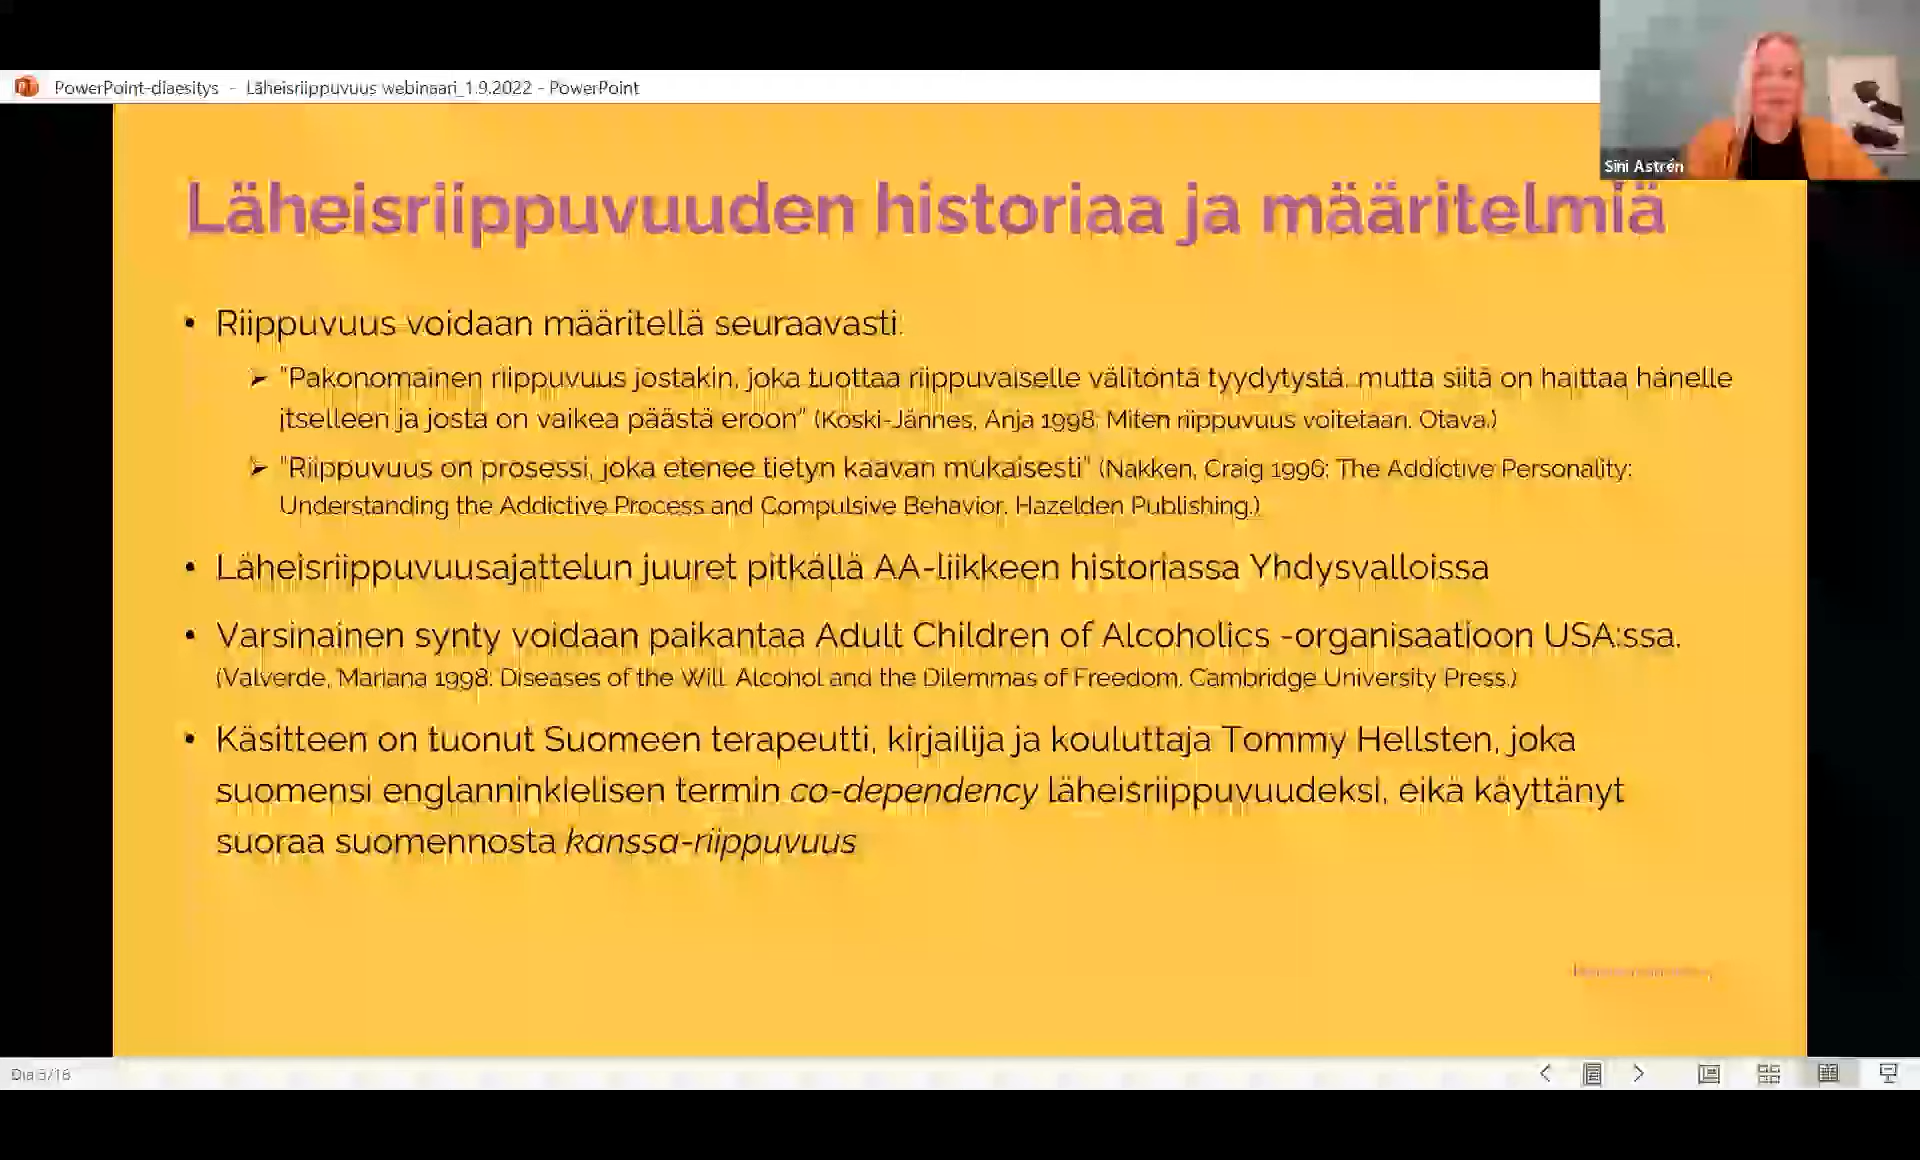 PowerPoint-diaesitys - Läheisriippuvuus webinaari_1.9.2022 - PowerPoint
Sini Astrén
Läheisriippuvuuden historiaa ja määritelmiä
• Riippuvuus voidaan määritellä seuraavasti:
➤ "Pakonomainen riippuvuus jostakin, joka tuottaa riippuvaiselle välitöntä tyydytystä, mutta siitä on haittaa hänelle
itselleen ja josta on vaikea päästä eroon" (Koski-Jännes, Anja 1998: Miten riippuvuus voitetaan. Otava.)
➤ "Riippuvuus on prosessi, joka etenee tietyn kaavan mukaisesti" (Nakken, Craig 1996: The Addictive Personality:
Understanding the Addictive Process and Compulsive Behavior. Hazelden Publishing.)
• Läheisriippuvuusajattelun juuret pitkällä AA-liikkeen historiassa Yhdysvalloissa
• Varsinainen synty voidaan paikantaa Adult Children of Alcoholics -organisaatioon USA:ssa.
(Valverde, Mariana 1998: Diseases of the Will. Alcohol and the Dilemmas of Freedom. Cambridge University Press.)
• Käsitteen on tuonut Suomeen terapeutti, kirjailija ja kouluttaja Tommy Hellsten, joka
suomensi englanninkielisen termin co-dependency läheisriippuvuudeksi, eikä käyttänyt
suoraa suomennosta kanssa-riippuvuus
Dia 3/16